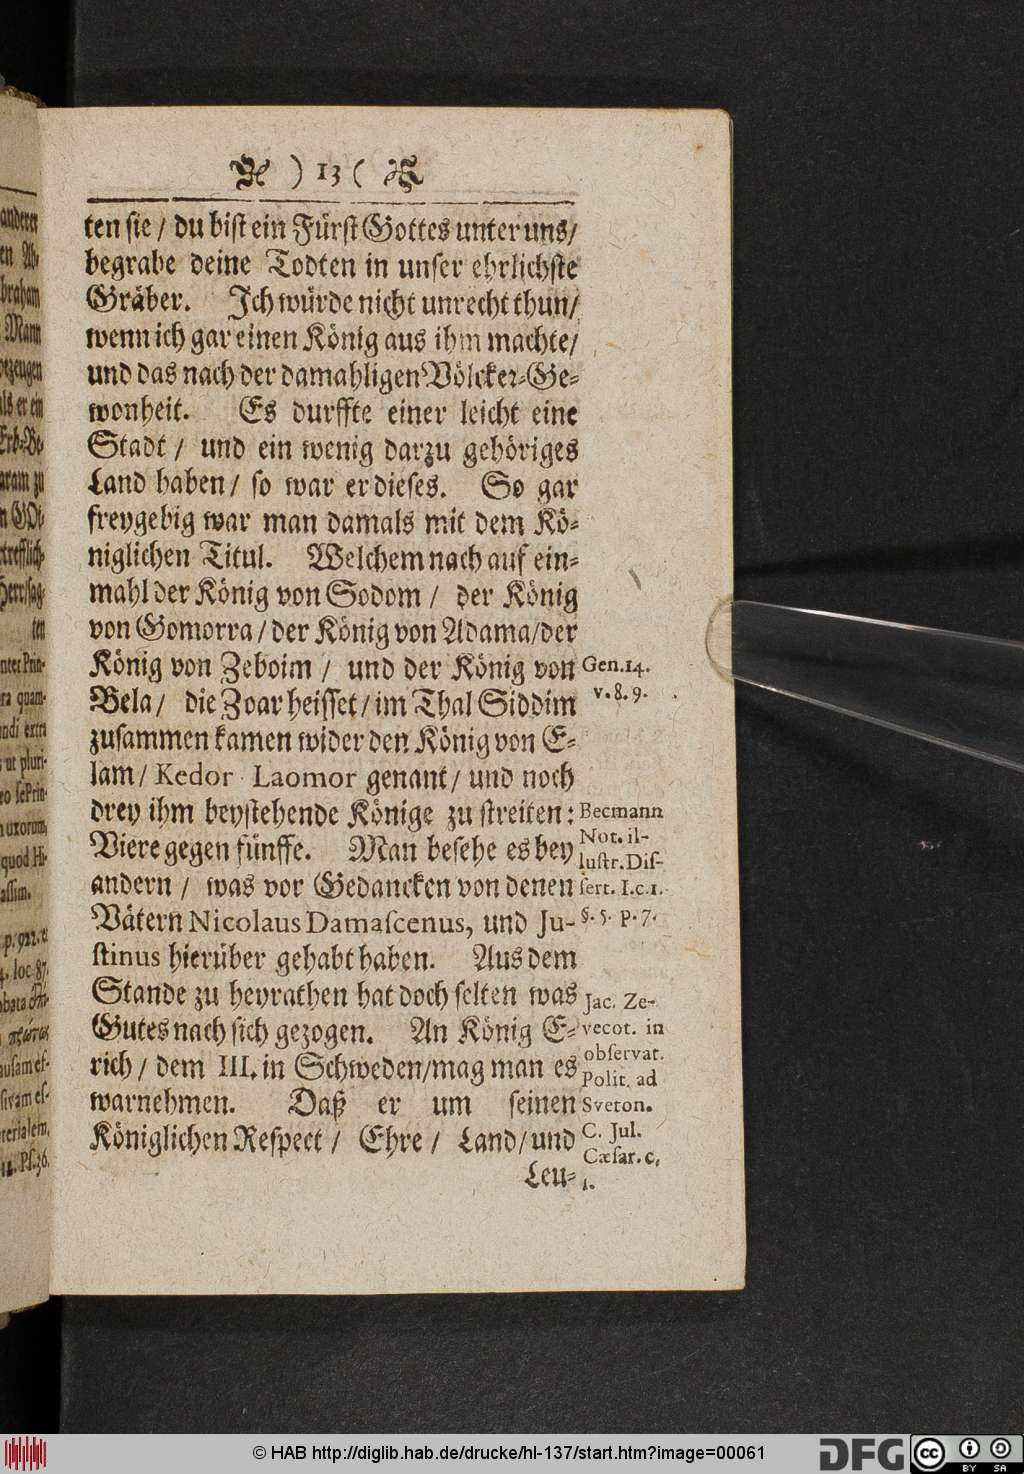 ) 13 (
ten sie / du bist ein Fürst Gottes unter uns /
begrabe deine Todten in unser ehrlichste
Gräber. Ich würde nicht unrecht thun /
wenn ich gar einen König aus ihm machte /
und das nach der damahligen Völcker-Ge-
wonheit. Es durffte einer leicht eine
Stadt / und ein wenig darzu gehöriges
Land haben / so war er dieses. So gar
freygebig war man damals mit dem Kö-
niglichen Titul. Welchem nach auf ein-
mahl der König von Sodom / der König
von Gomorra / der König von Adama / der
König von Zeboim / und der König von
Bela / die Zoar heisset / im Thal Siddim
zusammen kamen wider den König von E-
lam / Kedor Laomor genant / und noch
drey ihm beystehende Könige zu streiten:
Viere gegen fünffe. Man besehe es bey
andern / was vor Gedancken von denen
Vätern Nicolaus Damascenus, und Ju-
stinus hierüber gehabt haben. Aus dem
Stande zu heyrathen hat doch selten was
Gutes nach sich gezogen. An König E-
rich / dem III. in Schweden / mag man es
warnehmen. Daß er um seinen
Königlichen Respect / Ehre / Land / und
Leu-
Gen. 14.
v. 8. 9.
Becmann
Not. il-
lustr. Dis-
sert. I. c. 1.
§. 5. p. 7.
Jac. Ze-
vecot. in
observat.
Polit. ad
Sveton.
C. Jul.
Cæsar. c.
1.
anderer
braham
Mann
ten
p. 922.
© HAB http://diglib.hab.de/drucke/hl-137/start.htm?image=00061
DFG
cc
BY SA